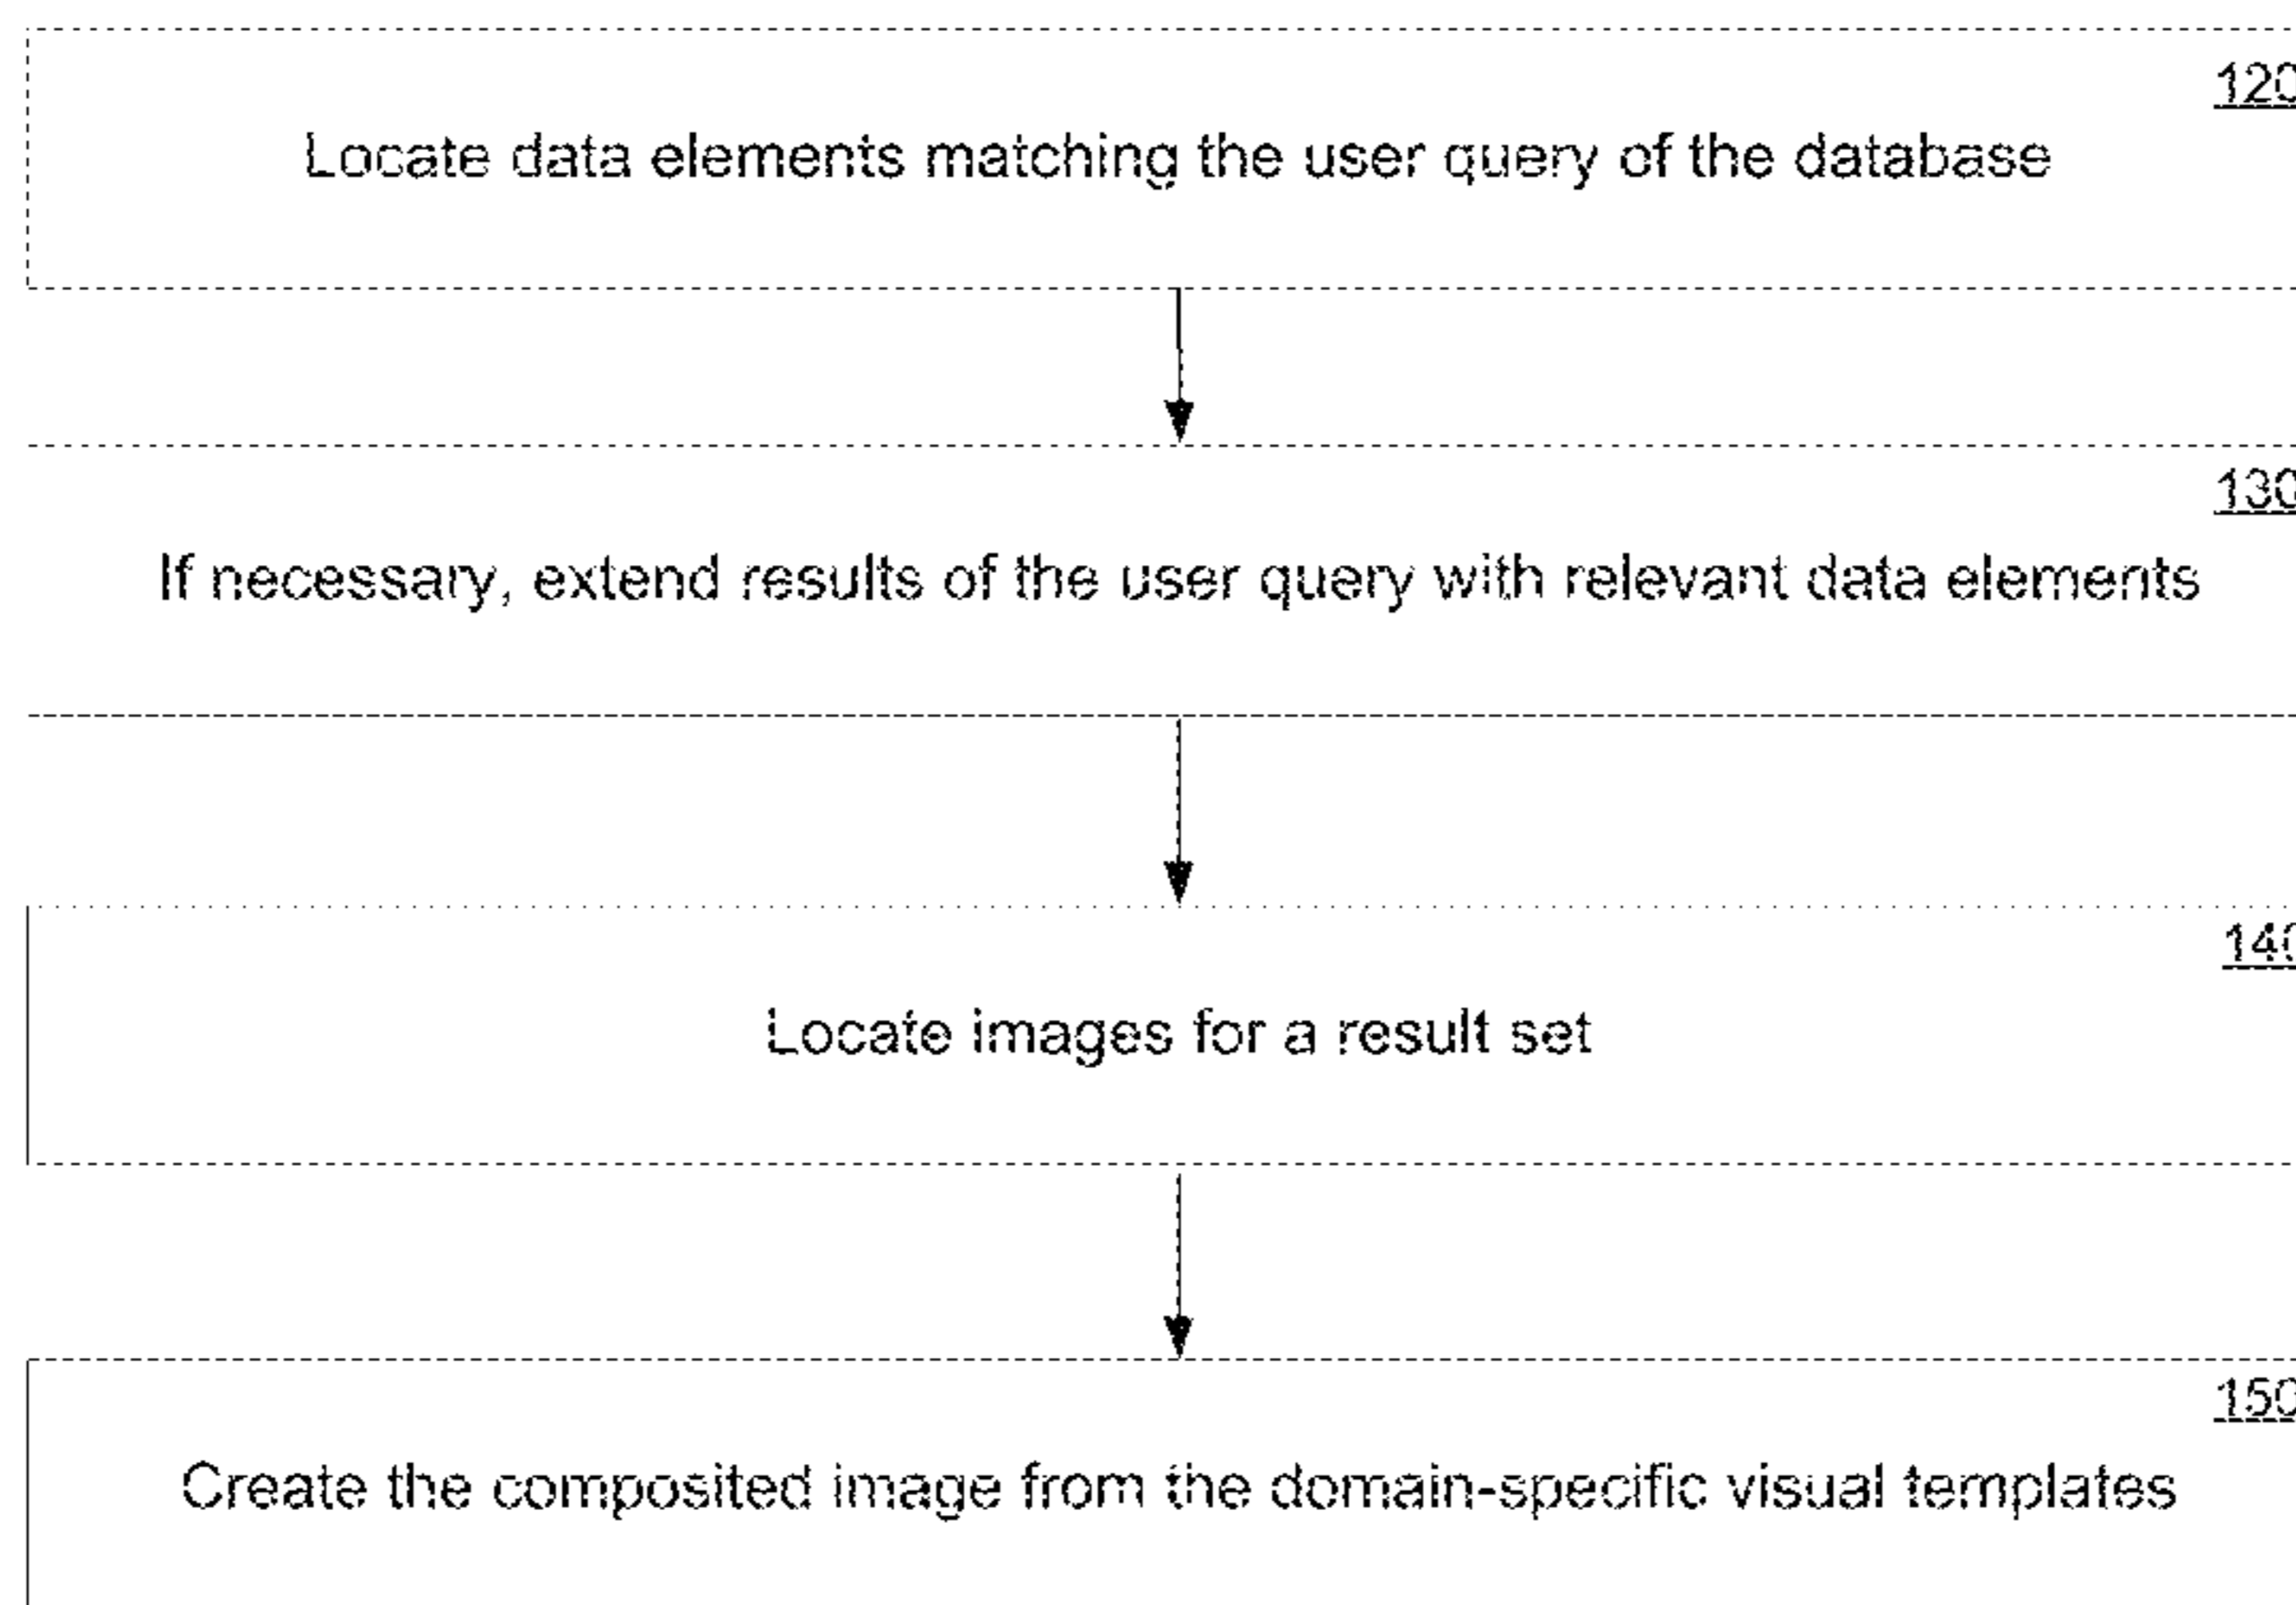 120
Locate data elements matching the user query of the database
130
If necessary, extend results of the user query with relevant data elements
140
Locate images for a result set
150
Create the composited image from the domain-specific visual templates